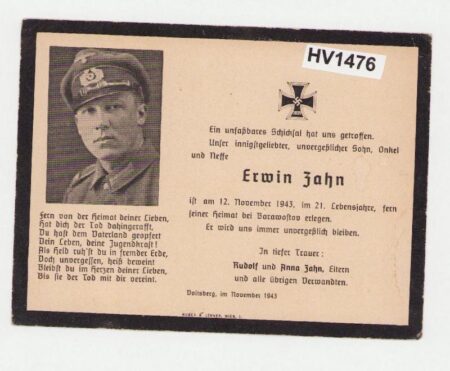 HV1476
Ein unfaßbares Schicksal hat uns getroffen.
Unser innigstgeliebter, unvergeßlicher Sohn, Onkel
und Neffe
Erwin Zahn
ist am 12. November 1943, im 21. Lebensjahre, fern
seiner Heimat bei Barawostoo erlegen.
Er wird uns immer unvergeblich bleiben.
In tiefer Trauer:
Rudolf und Anna Zahn, Eltern
und alle übrigen Verwandten.
Voitsberg, im November 1943
Fern von der Heimat deiner Lieben,
Hat dich der Tod dahingerafft,
Du hast dem Vaterland geopfert
Dein Leben, deine Jugendkraft!
Als Held ruh'st du in fremder Erde,
Doch unvergessen, heiß beweint
Bleibst du im Herzen deiner Lieben,
Bis sie der Tod mit dir vereint.